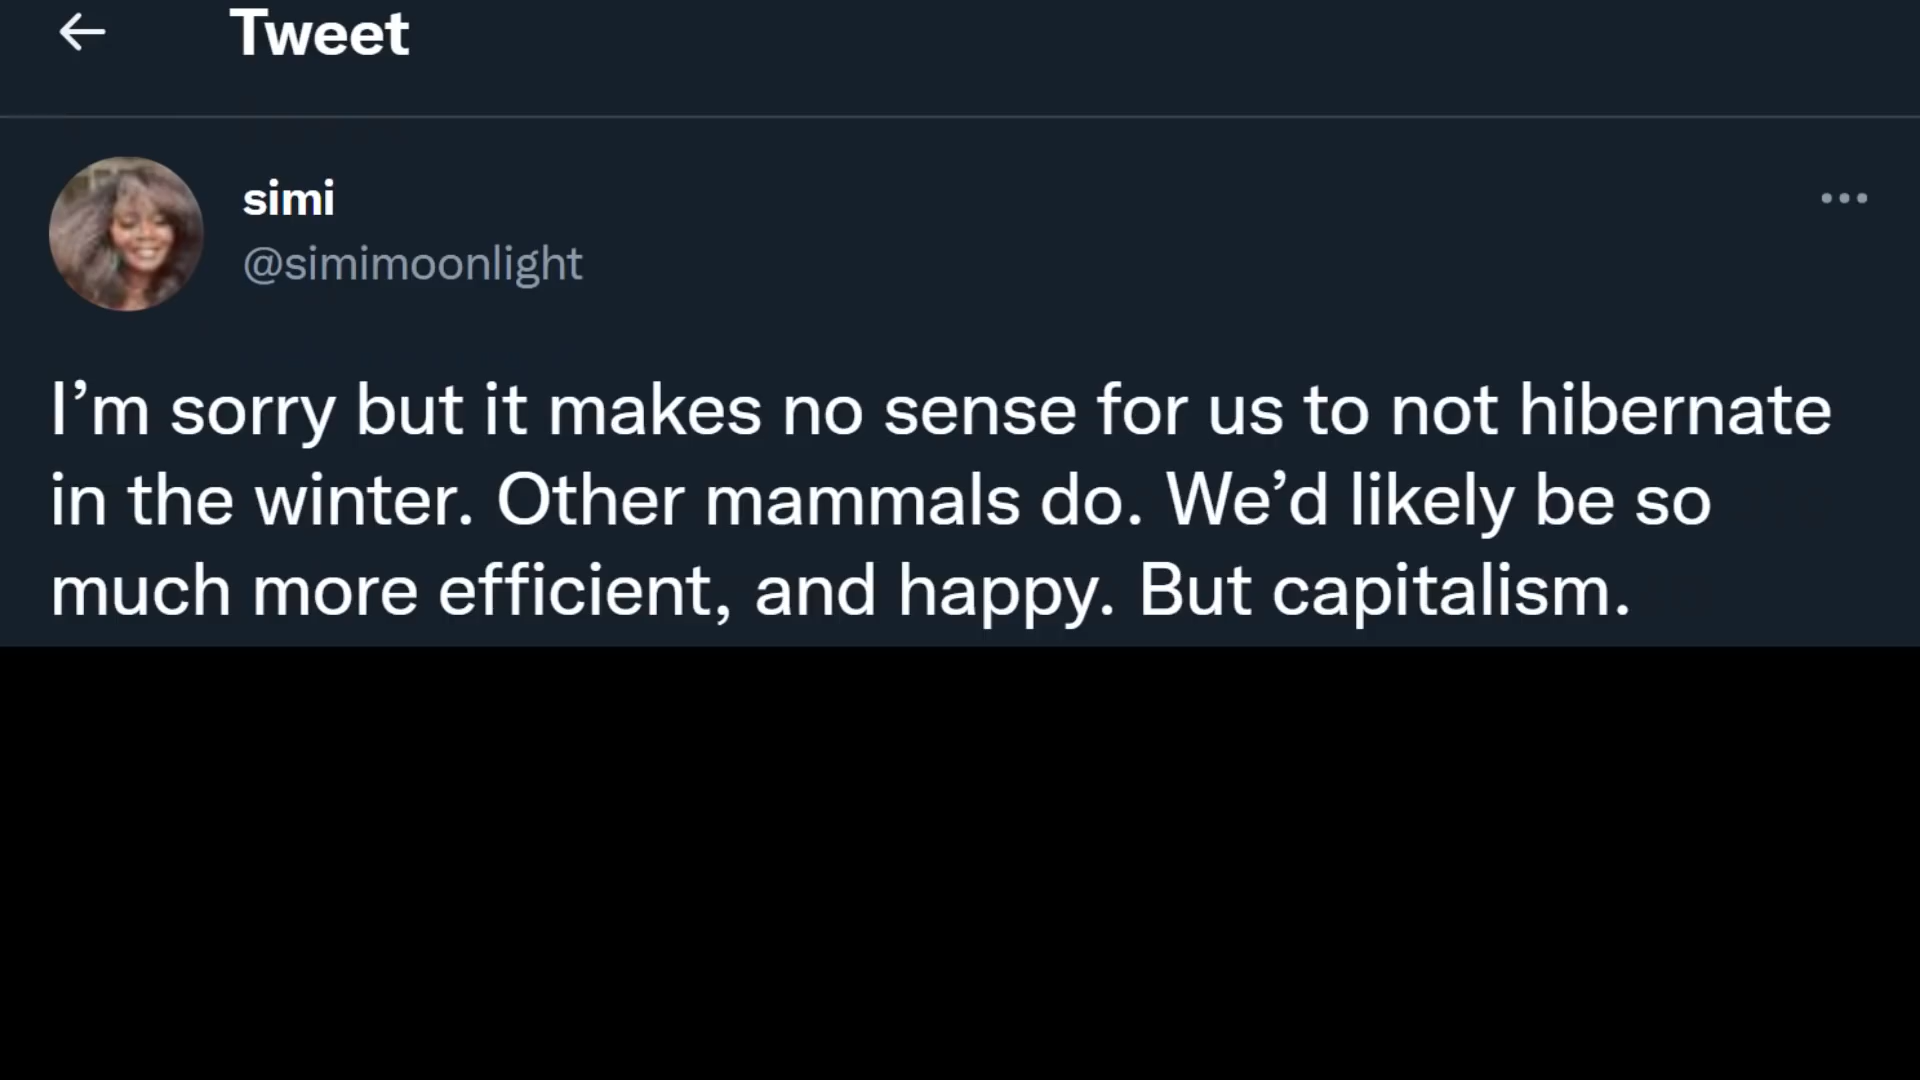 Tweet
simi
@simimoonlight
I’m sorry but it makes no sense for us to not hibernate
in the winter. Other mammals do. We’d likely be so
much more efficient, and happy. But capitalism.